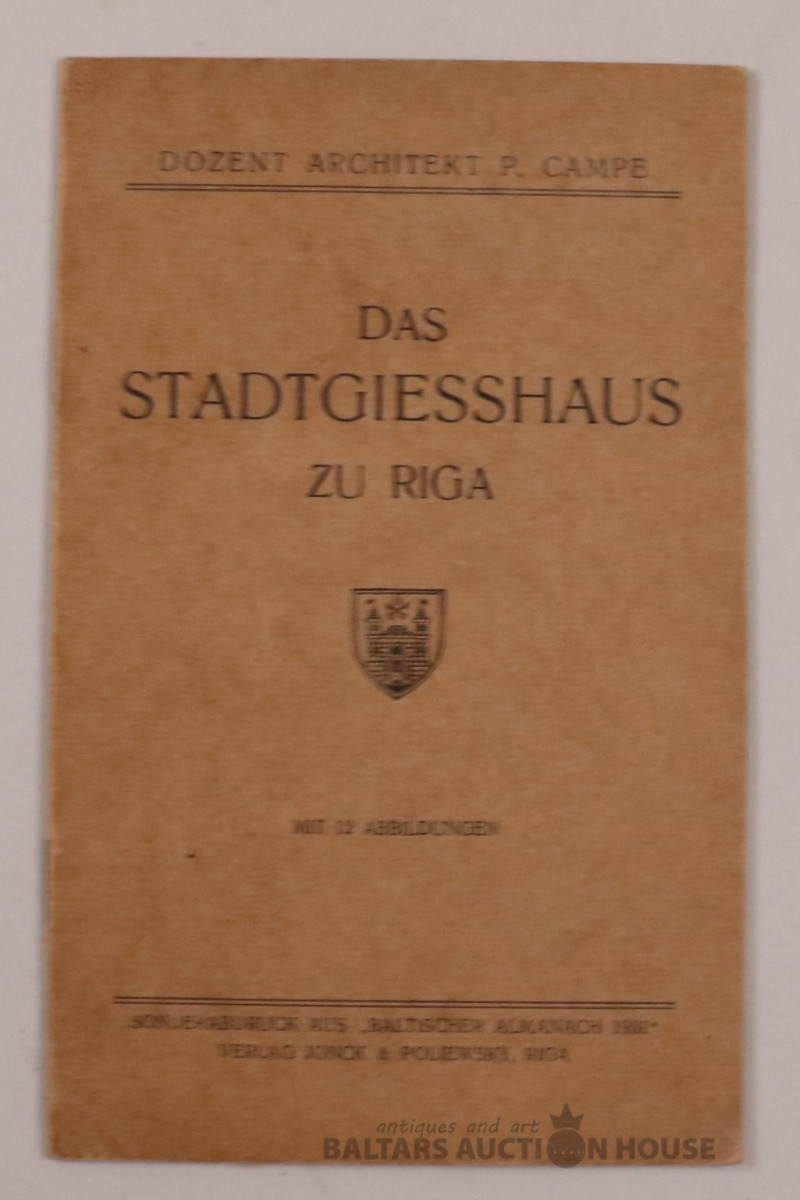 DOZENT ARCHITEKT P. CAMPE
DAS
STADTGIESSHAUS
ZU RIGA
MIT 12 ABBILDUNGEN
SONDERABDRUCK AUS „BALTISCHER ALMANACH
VERLAG JONCK & POLIEWSKY, RIGA
antiques and art
BALTARS AUCTION HOUSE